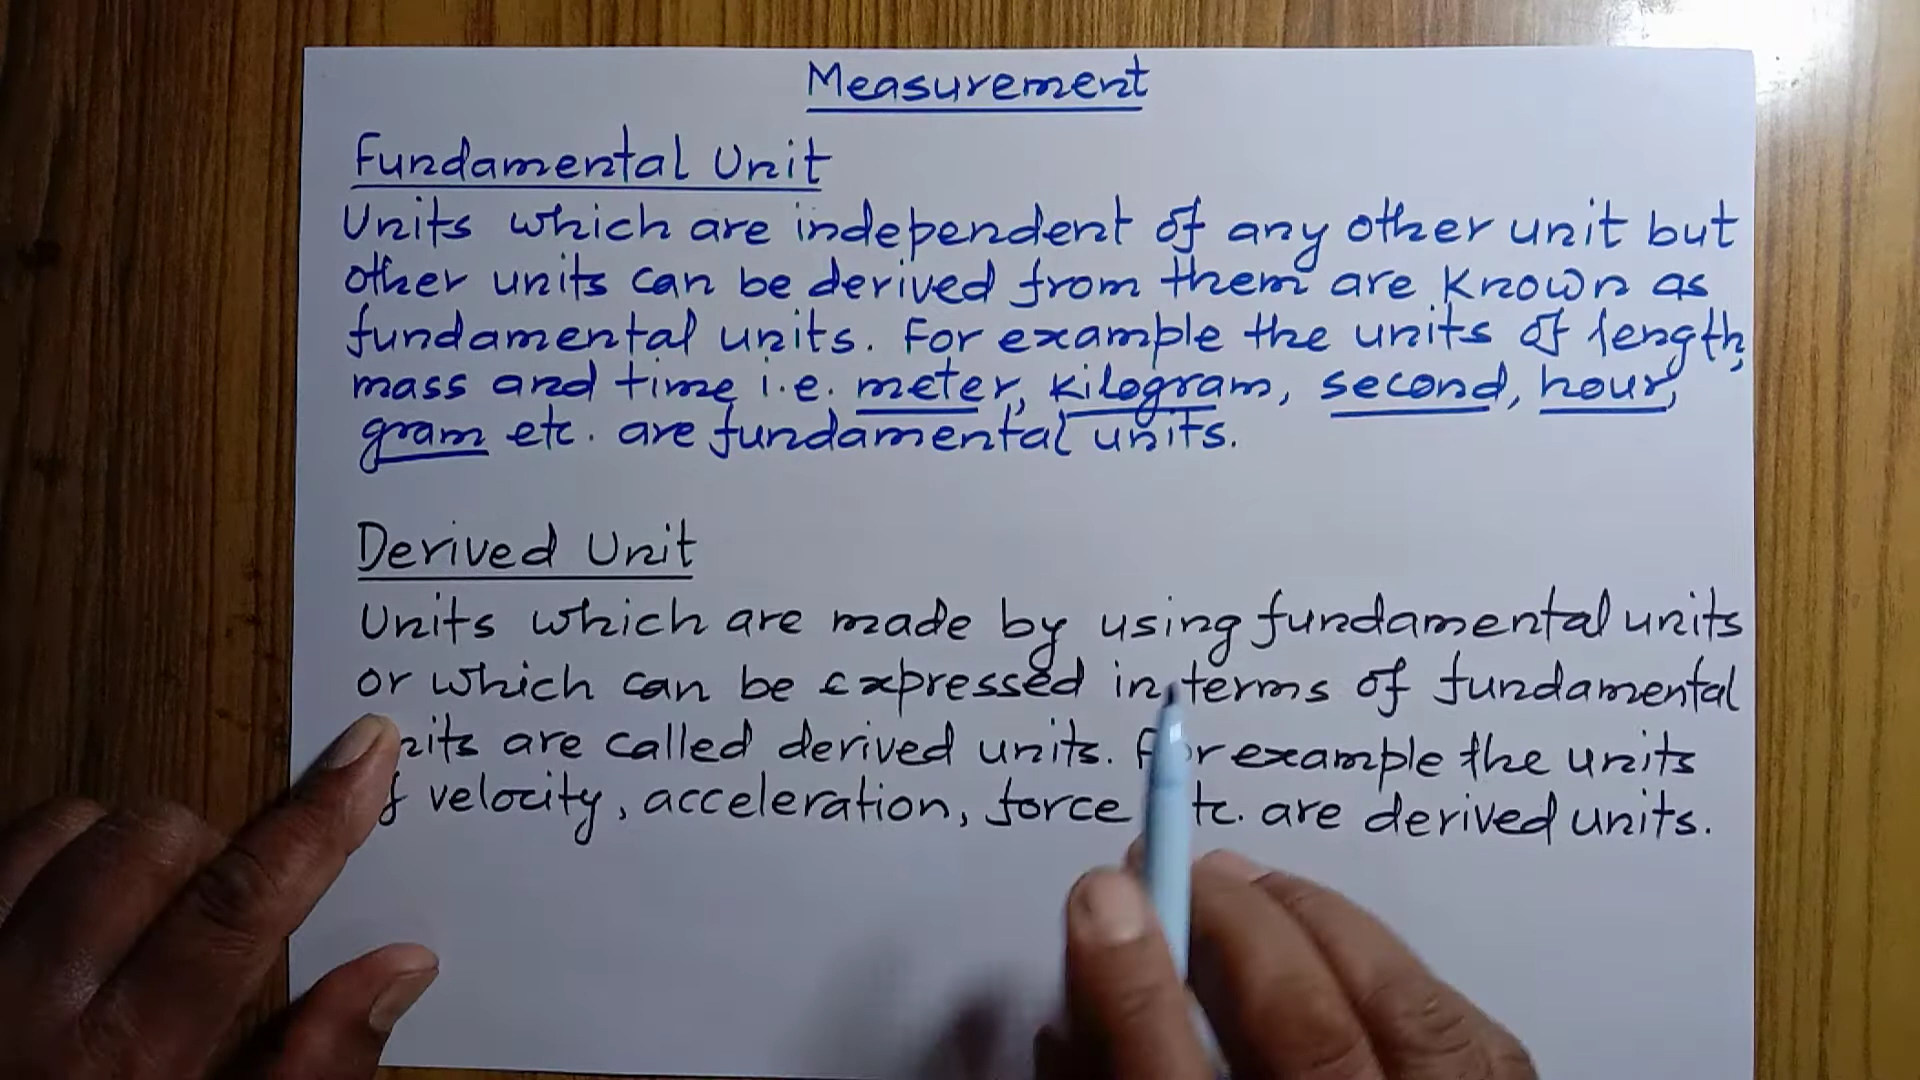 Measurement
Fundamental Unit
Units which are independent of any other unit but
other units can be derived from them are known as
fundamental units. For example the units of length,
mass and time i.e. meter, kilogram, second, hour,
gram etc. are fundamental units.
Derived Unit
Units which are made by using fundamental units
or which can be expressed in terms of fundamental
are called derived units. example the units
velocity, acceleration, force are derived units.